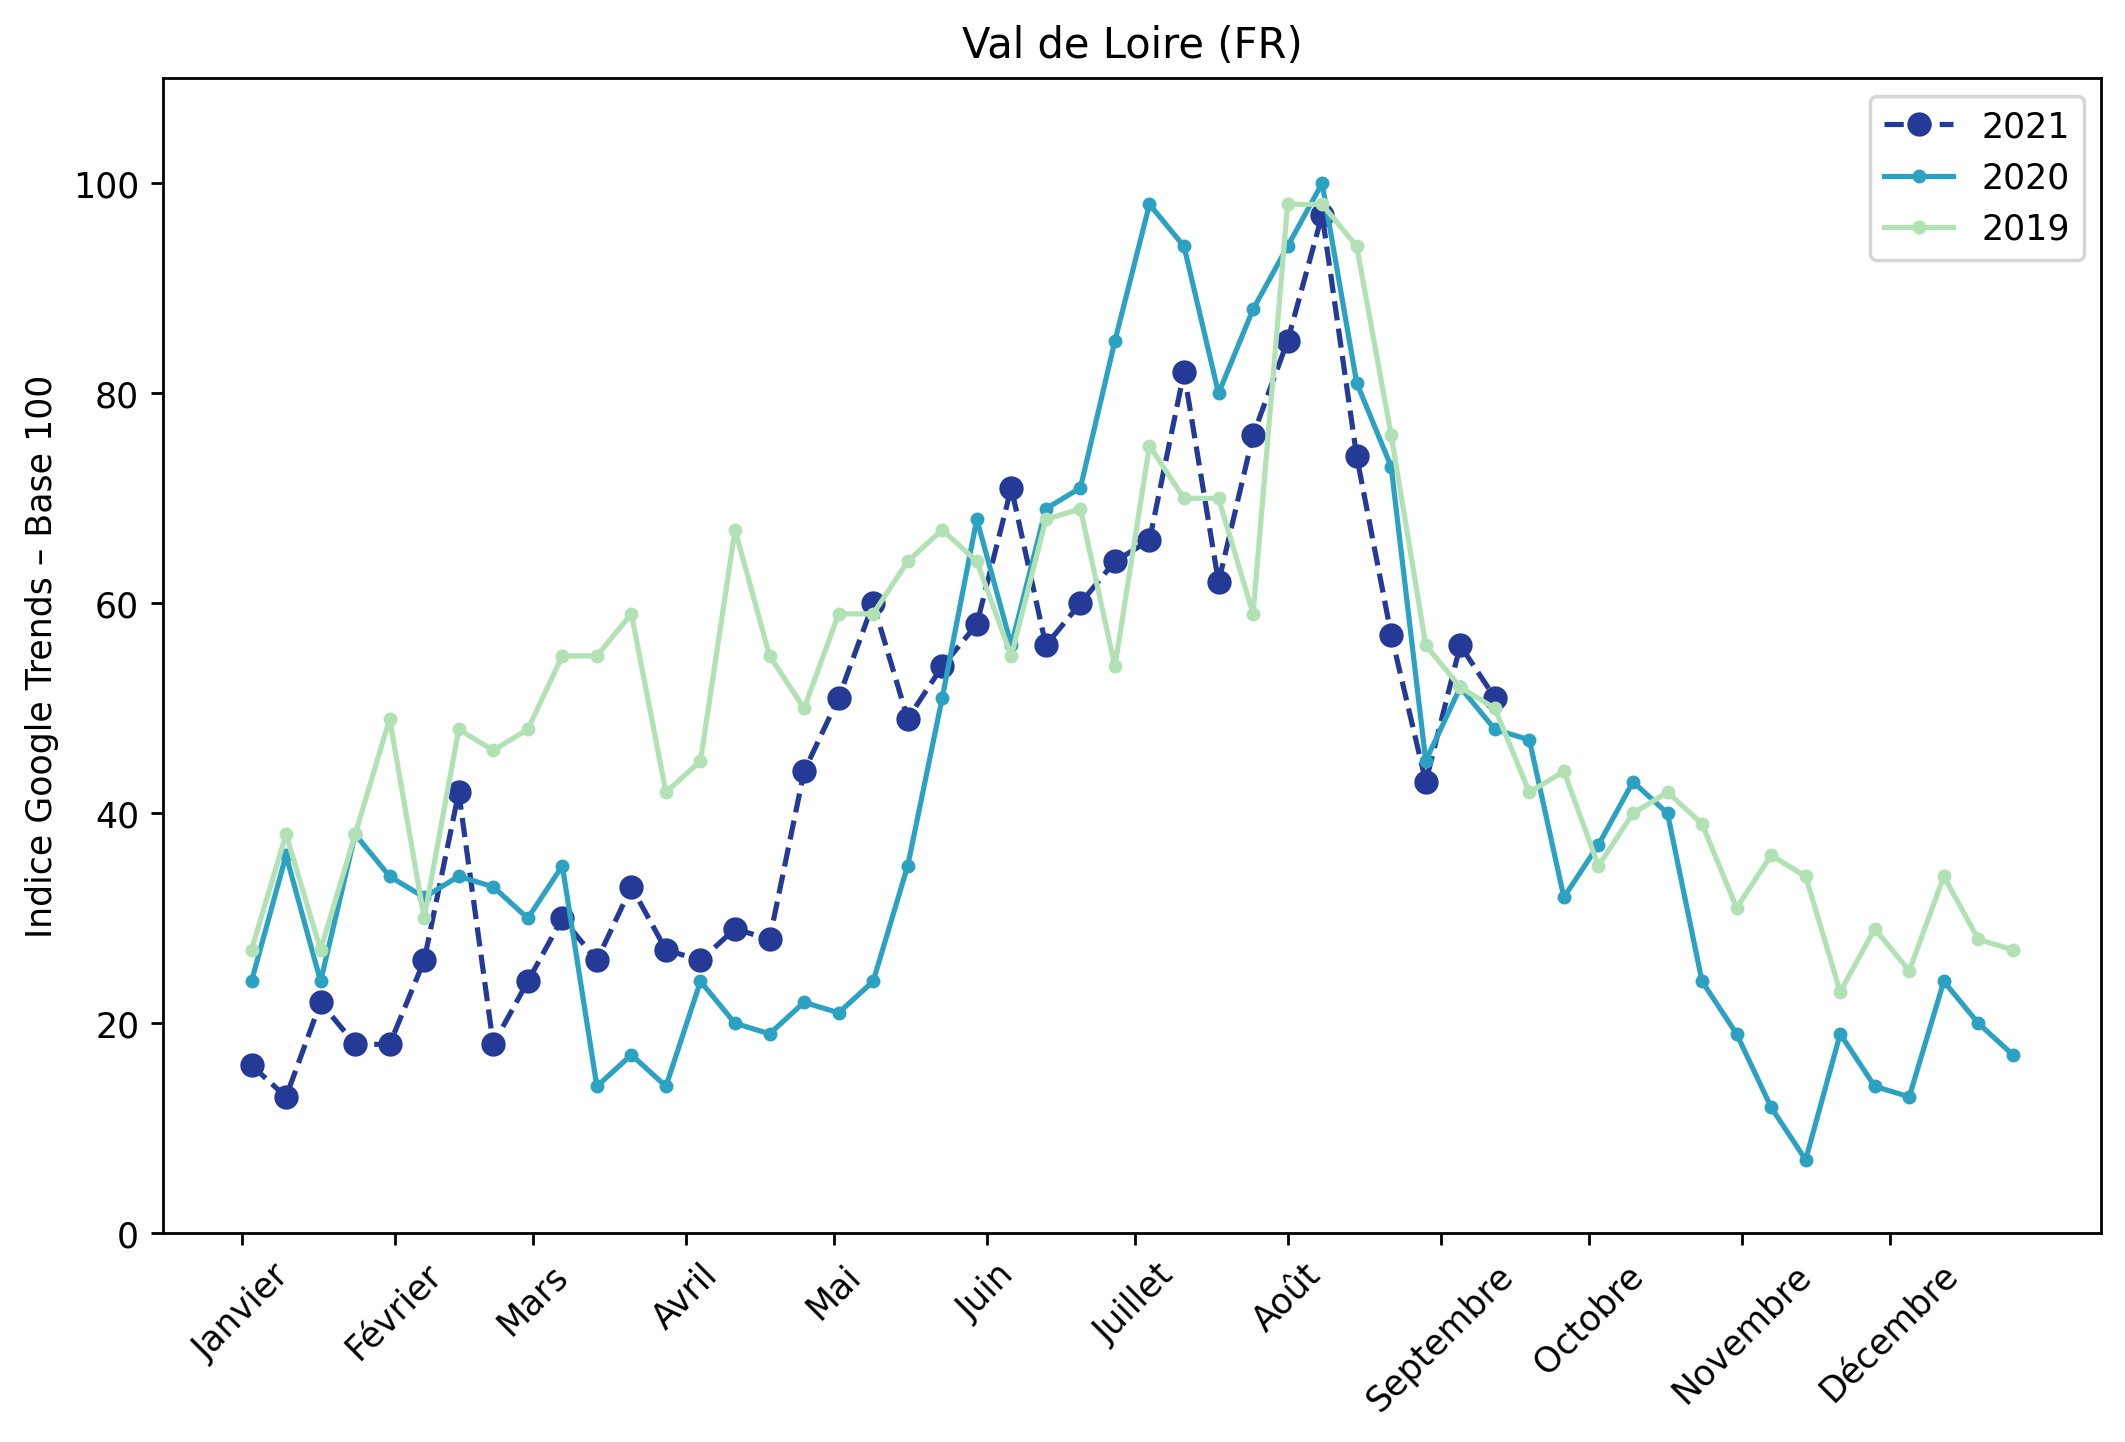 Val de Loire (FR)
2021
2020
2019
Indice Google Trends – Base 100
100
80
60
40
20
0
Janvier
Février
Mars
Avril
Mai
Juin
Juillet
Août
Septembre
Octobre
Novembre
Décembre